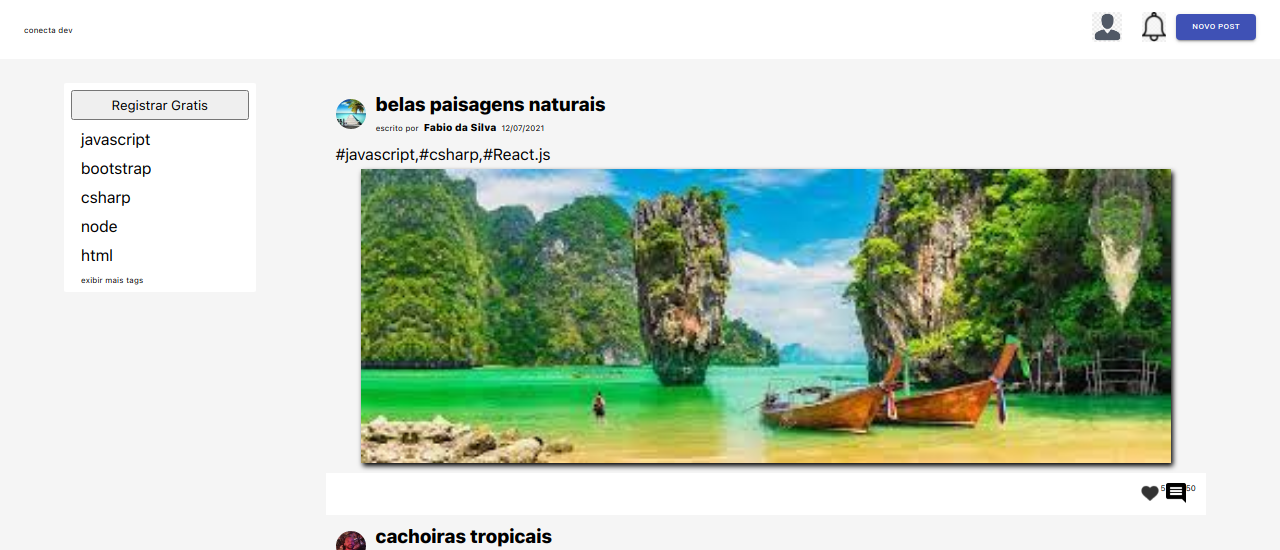 conecta dev
NOVO POST
Registrar Gratis
javascript
bootstrap
csharp
node
html
exibir mais tags
belas paisagens naturais
escrito por Fabio da Silva 12/07/2021
#javascript,#csharp,#React.js
50
cachoiras tropicais